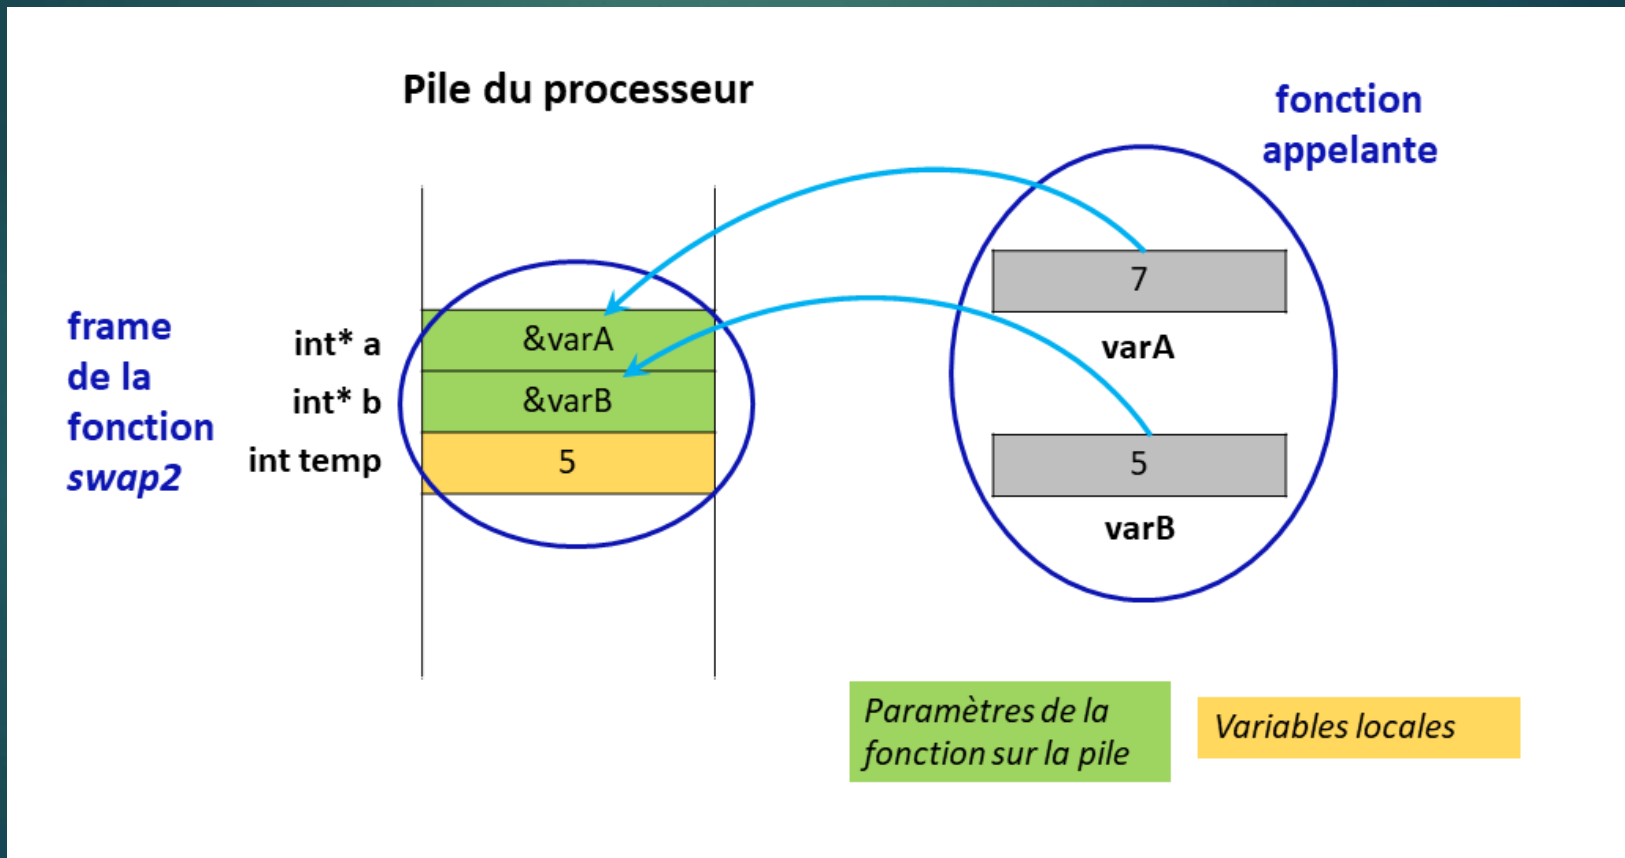 Pile du processeur
fonction
appelante
frame
de la
fonction
swap2
int* a
&varA
int* b
&varB
int temp
5
7
varA
5
varB
Paramètres de la
fonction sur la pile
Variables locales